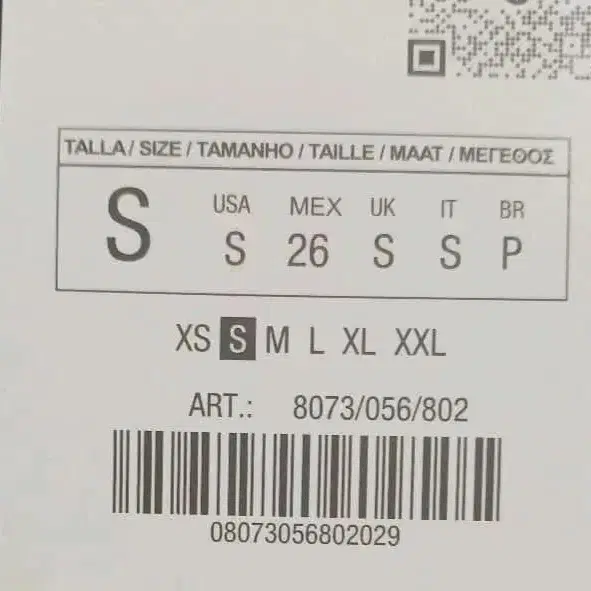 TALLA / SIZE / TAMANHO / TAILLE / MAAT / ΜΕΓΕΘΟΣ
USA MEX UK IT BR
S S 26 S S P
XS S M L XL XXL
ART.: 8073/056/802
08073056802029